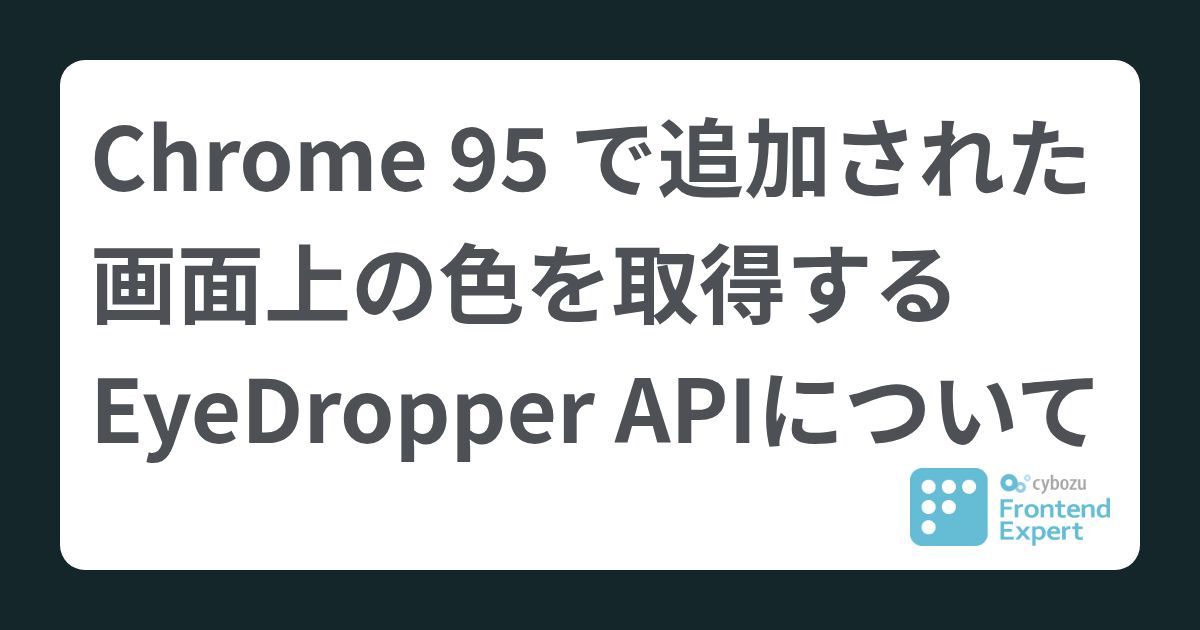 Chrome 95 で追加された
画面上の色を取得する
EyeDropper APIについて
cybozu
Frontend
Expert